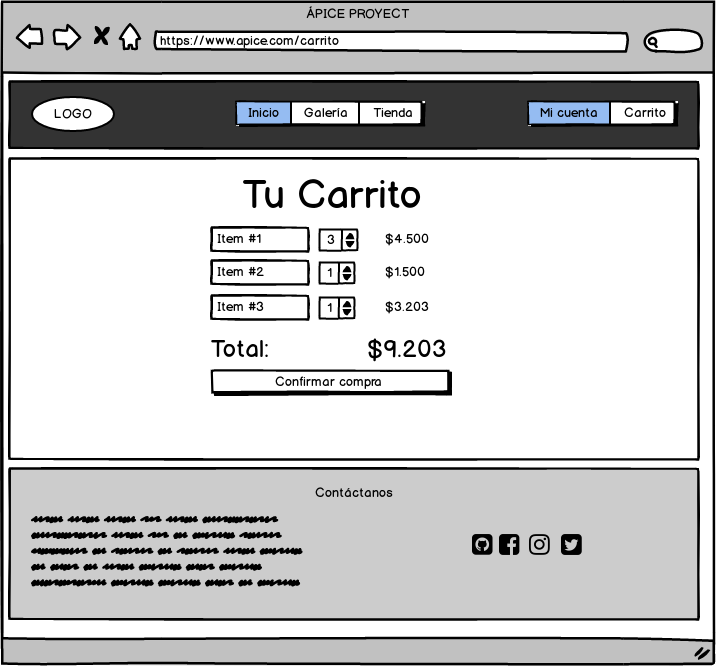 ÁPICE PROYECT
https://www.apice.com/carrito
LOGO
Inicio Galería Tienda
Mi cuenta Carrito
Tu Carrito
Item #1 3 $4.500
Item #2 1 $1.500
Item #3 1 $3.203
Total: $9.203
Confirmar compra
Contáctanos